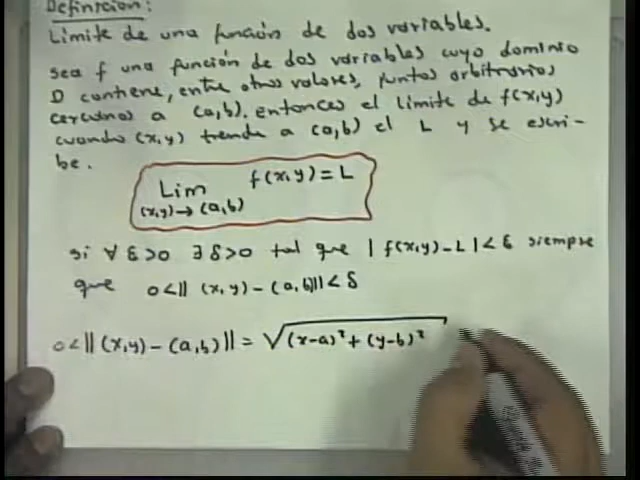 Definición:
Límite de una función de dos variables.
Sea f una función de dos variables cuyo dominio
D contiene, entre otros valores, puntos arbitrarios
cercanos a (a,b). entonces el límite de f(x,y)
cuando (x,y) tiende a (a,b) el L y se escri-
be.
Lim f(x,y) = L
(x,y)→(a,b)
si ∀ ε>0 ∃ δ>0 tal que |f(x,y)-L|<ε siempre
que 0<||(x,y)-(a,b)||<δ
0<||(x,y)-(a,b)|| = √(x-a)²+(y-b)²